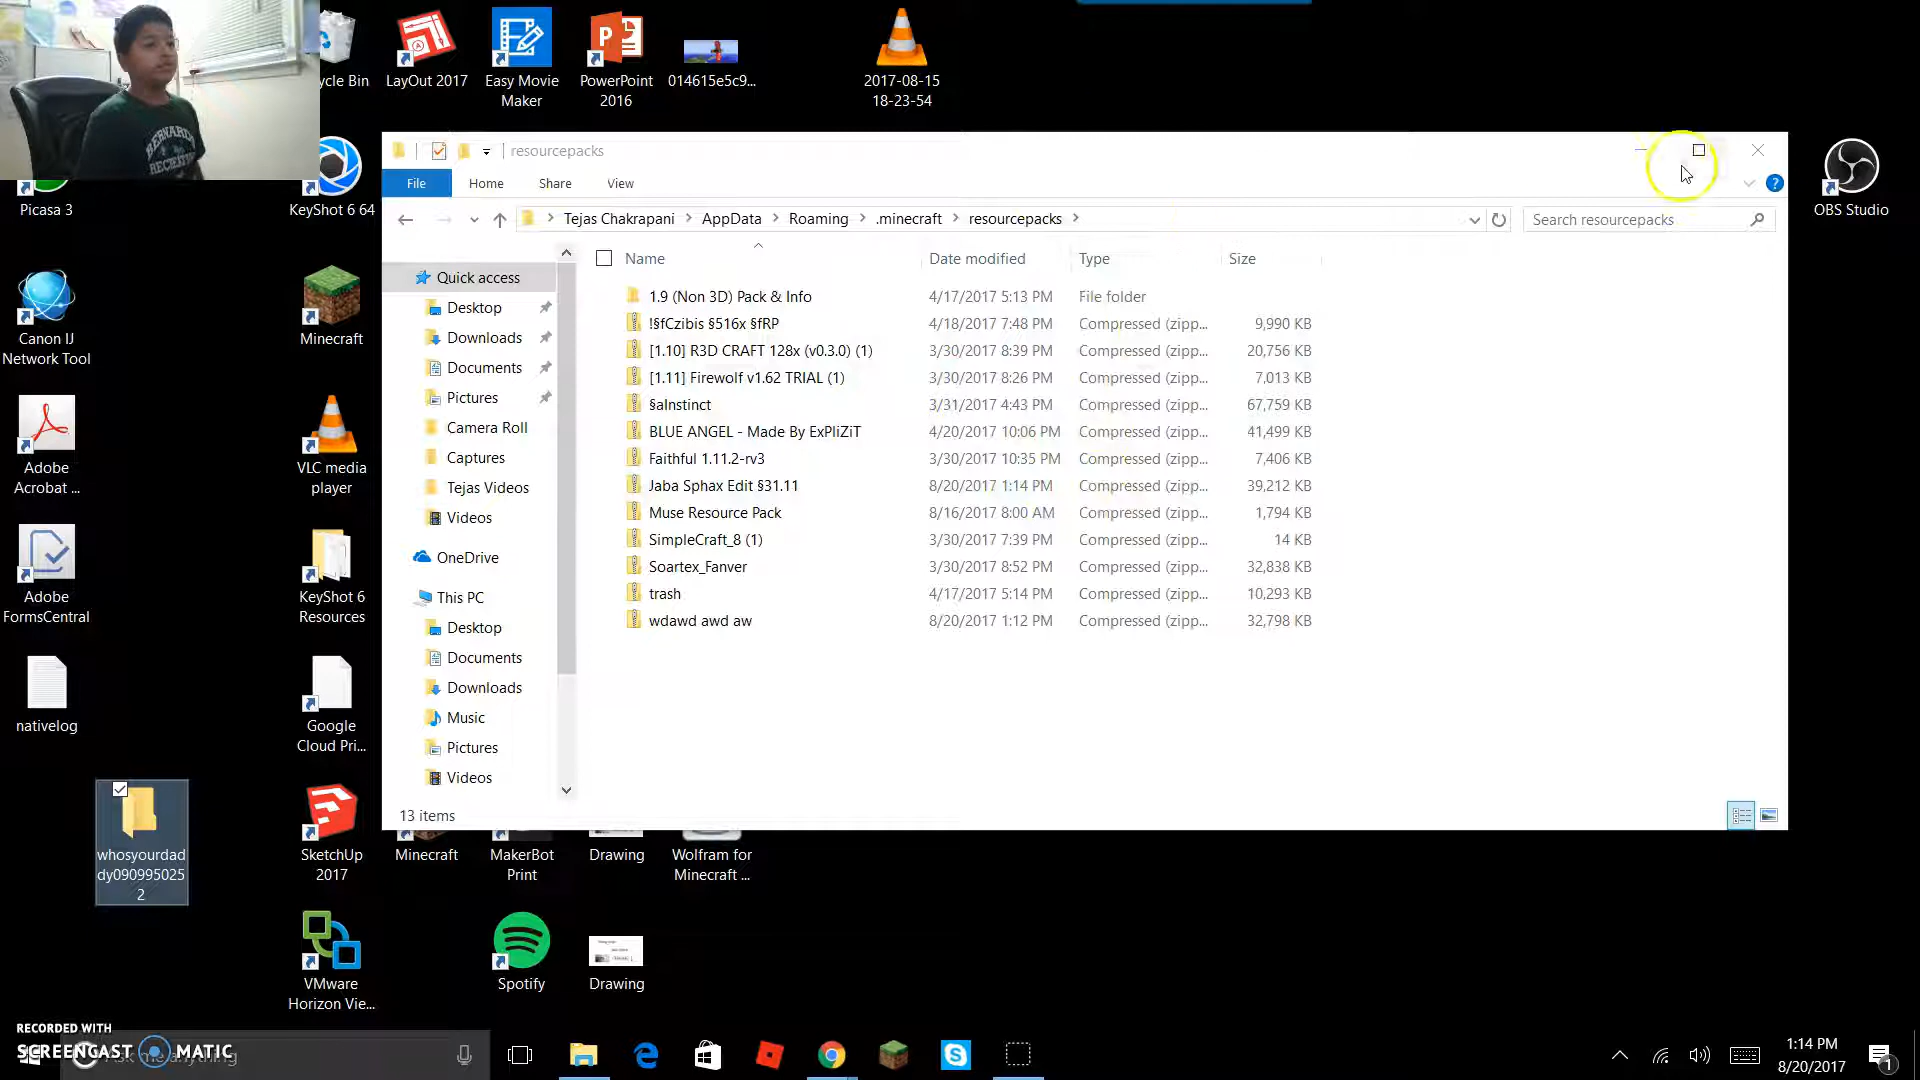 BERNARDS
RECREATION
ycle Bin
LayOut 2017
Easy Movie
Maker
PowerPoint
2016
014615e5c9...
2017-08-15
18-23-54
Picasa 3
KeyShot 6 64
OBS Studio
resourcepacks
File
Home
Share
View
Tejas Chakrapani
AppData
Roaming
.minecraft
resourcepacks
Search resourcepacks
Name
Date modified
Type
Size
1.9 (Non 3D) Pack & Info 4/17/2017 5:13 PM File folder
!§fCzibis §516x §fRP 4/18/2017 7:48 PM Compressed (zipp... 9,990 KB
[1.10] R3D CRAFT 128x (v0.3.0) (1) 3/30/2017 8:39 PM Compressed (zipp... 20,756 KB
[1.11] Firewolf v1.62 TRIAL (1) 3/30/2017 8:26 PM Compressed (zipp... 7,013 KB
§aInstinct 3/31/2017 4:43 PM Compressed (zipp... 67,759 KB
BLUE ANGEL - Made By ExPliZiT 4/20/2017 10:06 PM Compressed (zipp... 41,499 KB
Faithful 1.11.2-rv3 3/30/2017 10:35 PM Compressed (zipp... 7,406 KB
Jaba Sphax Edit §31.11 8/20/2017 1:14 PM Compressed (zipp... 39,212 KB
Muse Resource Pack 8/16/2017 8:00 AM Compressed (zipp... 1,794 KB
SimpleCraft_8 (1) 3/30/2017 7:39 PM Compressed (zipp... 14 KB
Soartex_Fanver 3/30/2017 8:52 PM Compressed (zipp... 32,838 KB
trash 4/17/2017 5:14 PM Compressed (zipp... 10,293 KB
wdawd awd aw 8/20/2017 1:12 PM Compressed (zipp... 32,798 KB
Quick access
Desktop
Downloads
Documents
Pictures
Camera Roll
Captures
Tejas Videos
Videos
OneDrive
This PC
Desktop
Documents
Downloads
Music
Pictures
Videos
13 items
Canon IJ
Network Tool
Minecraft
Adobe
Acrobat ...
VLC media
player
Adobe
FormsCentral
KeyShot 6
Resources
nativelog
Google
Cloud Pri...
whosyourdad
dy090995025
2
SketchUp
2017
Minecraft
MakerBot
Print
Drawing
Wolfram for
Minecraft ...
VMware
Horizon Vie...
Spotify
Drawing
RECORDED WITH
SCREENCAST MATIC
Ask me anything
1:14 PM
8/20/2017
1